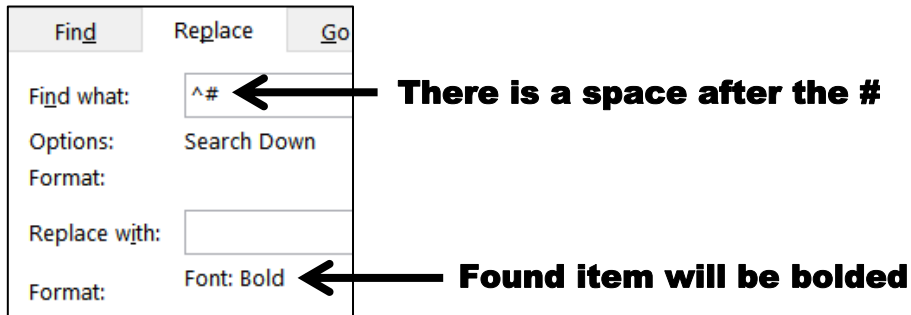 Find Replace Go
Find what: ^# There is a space after the #
Options: Search Down
Format:
Replace with:
Font: Bold Found item will be bolded
Format: